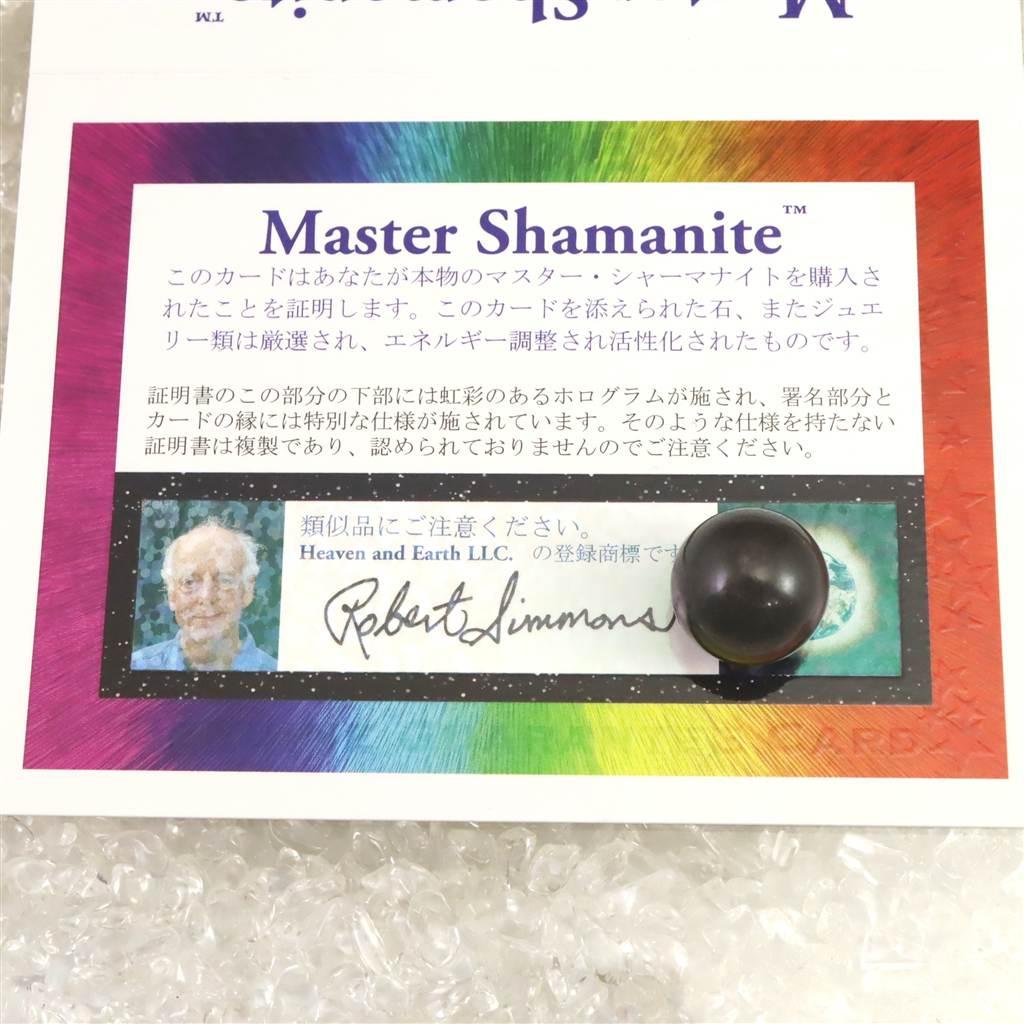 Master Shamanite™
このカードはあなたが本物のマスター・シャーマナイトを購入さ
れたことを証明します。このカードを添えられた石、またジュエ
リー類は厳選され、エネルギー調整され活性化されたものです。
証明書のこの部分の下部には虹彩のあるホログラムが施され、署名部分と
カードの縁には特別な仕様が施されています。そのような仕様を持たない
証明書は複製であり、認められておりませんのでご注意ください。
類似品にご注意ください。
Heaven and Earth LLC. の登録商標です
Robert Simmons
CARD